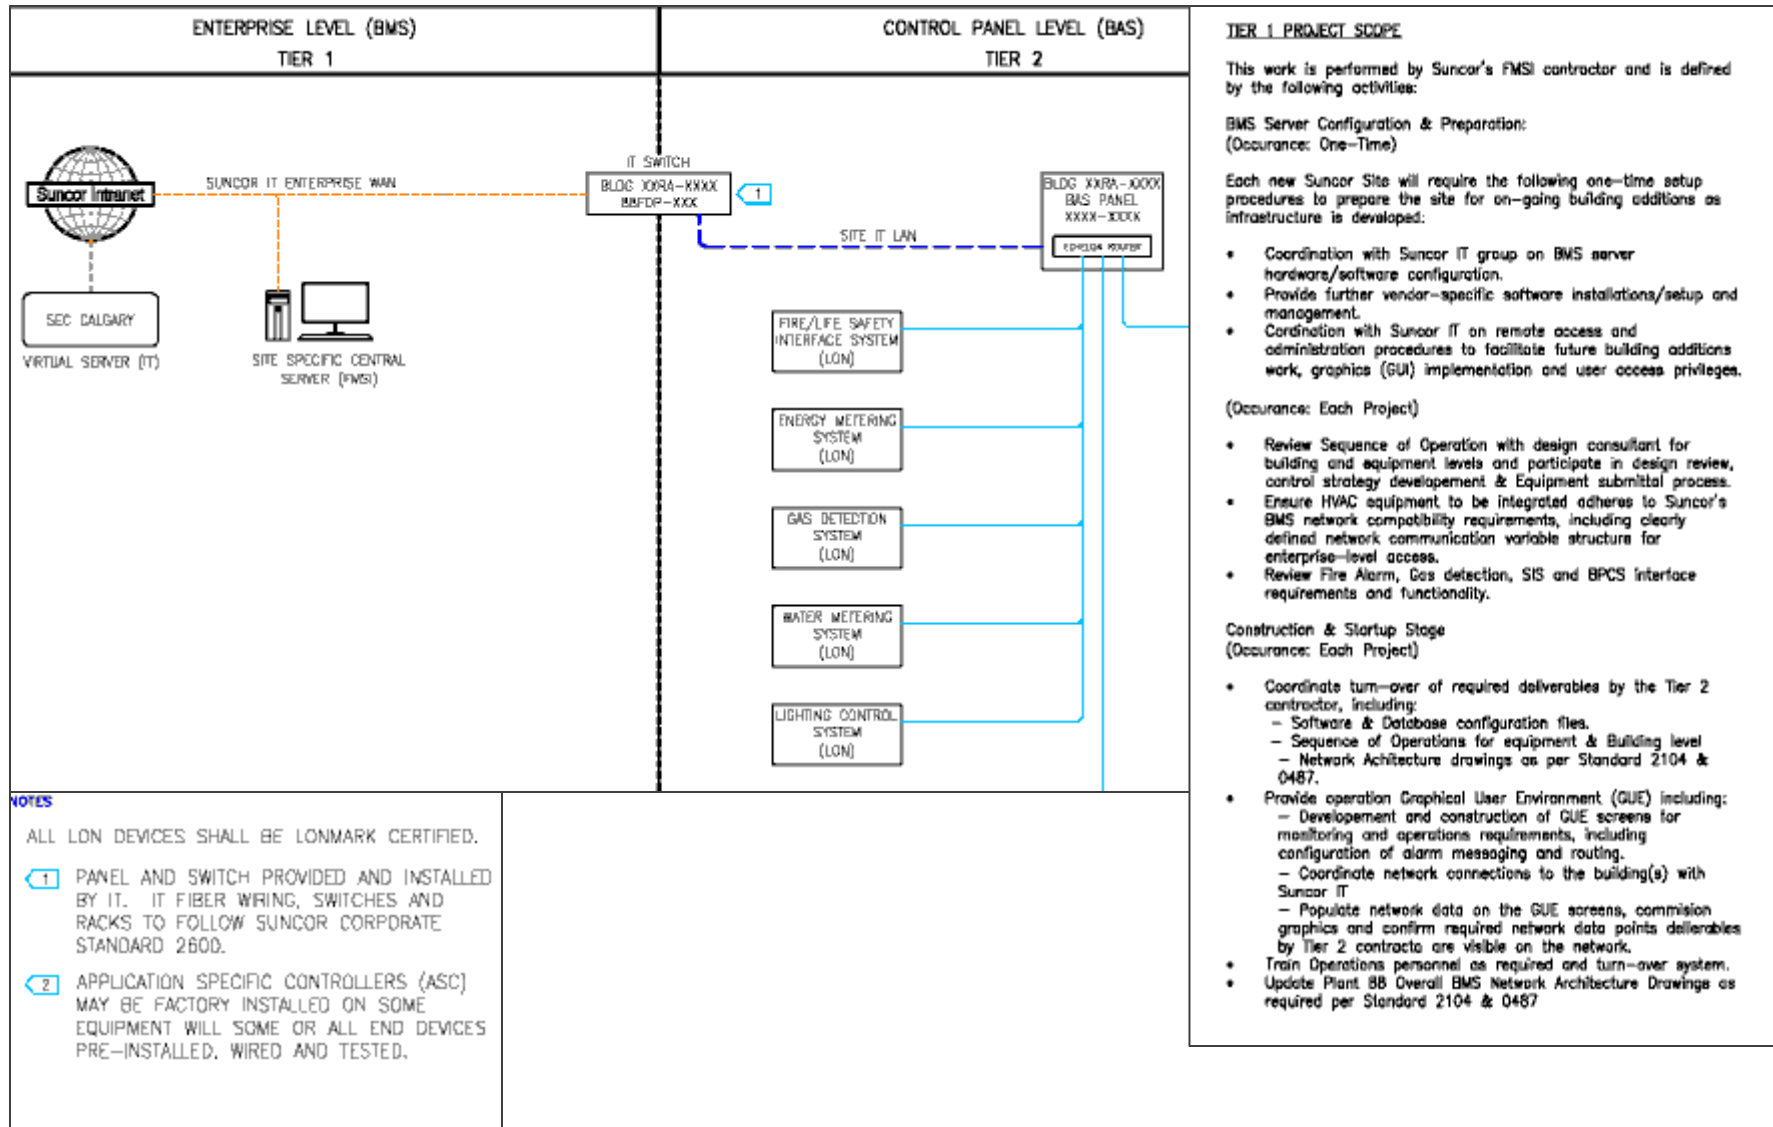 ENTERPRISE LEVEL (BMS)
TIER 1
CONTROL PANEL LEVEL (BAS)
TIER 2
Suncor Intranet
SUNCOR IT ENTERPRISE WAN
IT SWITCH
BLDG XXRA-XXXX
88FDP-XXX
1
SITE IT LAN
BLDG XXRA-XXXX
BAS PANEL
XXXX-XXXX
ECHELON ROUTER
SEC CALGARY
VIRTUAL SERVER (IT)
SITE SPECIFIC CENTRAL
SERVER (FMSI)
FIRE/LIFE SAFETY
INTERFACE SYSTEM
(LON)
ENERGY METERING
SYSTEM
(LON)
GAS DETECTION
SYSTEM
(LON)
WATER METERING
SYSTEM
(LON)
LIGHTING CONTROL
SYSTEM
(LON)
NOTES
ALL LON DEVICES SHALL BE LONMARK CERTIFIED.
1 PANEL AND SWITCH PROVIDED AND INSTALLED
BY IT. IT FIBER WIRING, SWITCHES AND
RACKS TO FOLLOW SUNCOR CORPORATE
STANDARD 2600.
2 APPLICATION SPECIFIC CONTROLLERS (ASC)
MAY BE FACTORY INSTALLED ON SOME
EQUIPMENT WILL SOME OR ALL END DEVICES
PRE-INSTALLED, WIRED AND TESTED.
TIER 1 PROJECT SCOPE
This work is performed by Suncor's FMSI contractor and is defined
by the following activities:
BMS Server Configuration & Preparation:
(Occurance: One-Time)
Each new Suncor Site will require the following one-time setup
procedures to prepare the site for on-going building additions as
infrastructure is developed:
• Coordination with Suncor IT group on BMS server
hardware/software configuration.
• Provide further vendor-specific software installations/setup and
management.
• Cordination with Suncor IT on remote access and
administration procedures to facilitate future building additions
work, graphics (GUI) implementation and user access privileges.
(Occurance: Each Project)
• Review Sequence of Operation with design consultant for
building and equipment levels and participate in design review,
control strategy developement & Equipment submittal process.
• Ensure HVAC equipment to be integrated adheres to Suncor's
BMS network compatibility requirements, including clearly
defined network communication variable structure for
enterprise-level access.
• Review Fire Alarm, Gas detection, SIS and BPCS interface
requirements and functionality.
Construction & Startup Stage
(Occurance: Each Project)
• Coordinate turn-over of required deliverables by the Tier 2
contractor, including:
- Software & Database configuration files.
- Sequence of Operations for equipment & Building level
- Network Achitecture drawings as per Standard 2104 &
0487.
• Provide operation Graphical User Environment (GUE) including:
- Developement and construction of GUE screens for
monitoring and operations requirements, including
configuration of alarm messaging and routing.
- Coordinate network connections to the building(s) with
Suncor IT
- Populate network data on the GUE screens, commision
graphics and confirm required network data points delierables
by Tier 2 contracto are visible on the network.
• Train Operations personnel as required and turn-over system.
• Update Plant 88 Overall BMS Network Architecture Drawings as
required per Standard 2104 & 0487